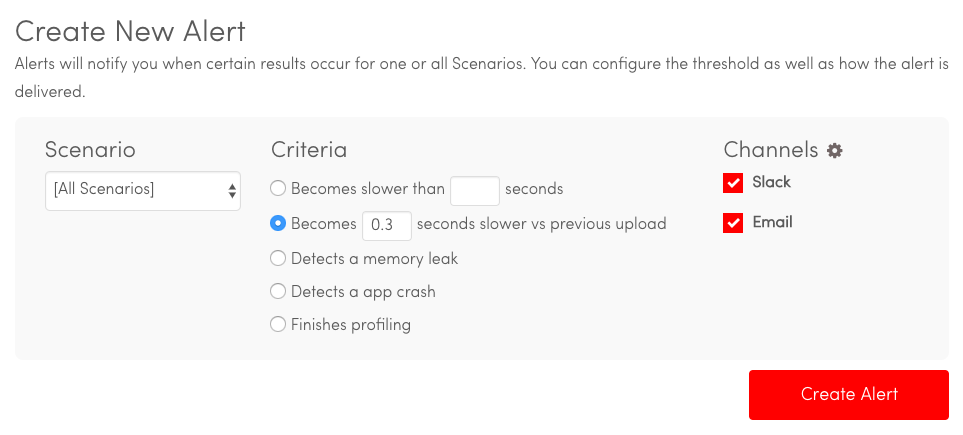 Create New Alert
Alerts will notify you when certain results occur for one or all Scenarios. You can configure the threshold as well as how the alert is
delivered.
Scenario
[All Scenarios]
Criteria
Becomes slower than seconds
Becomes 0.3 seconds slower vs previous upload
Detects a memory leak
Detects a app crash
Finishes profiling
Channels
Slack
Email
Create Alert